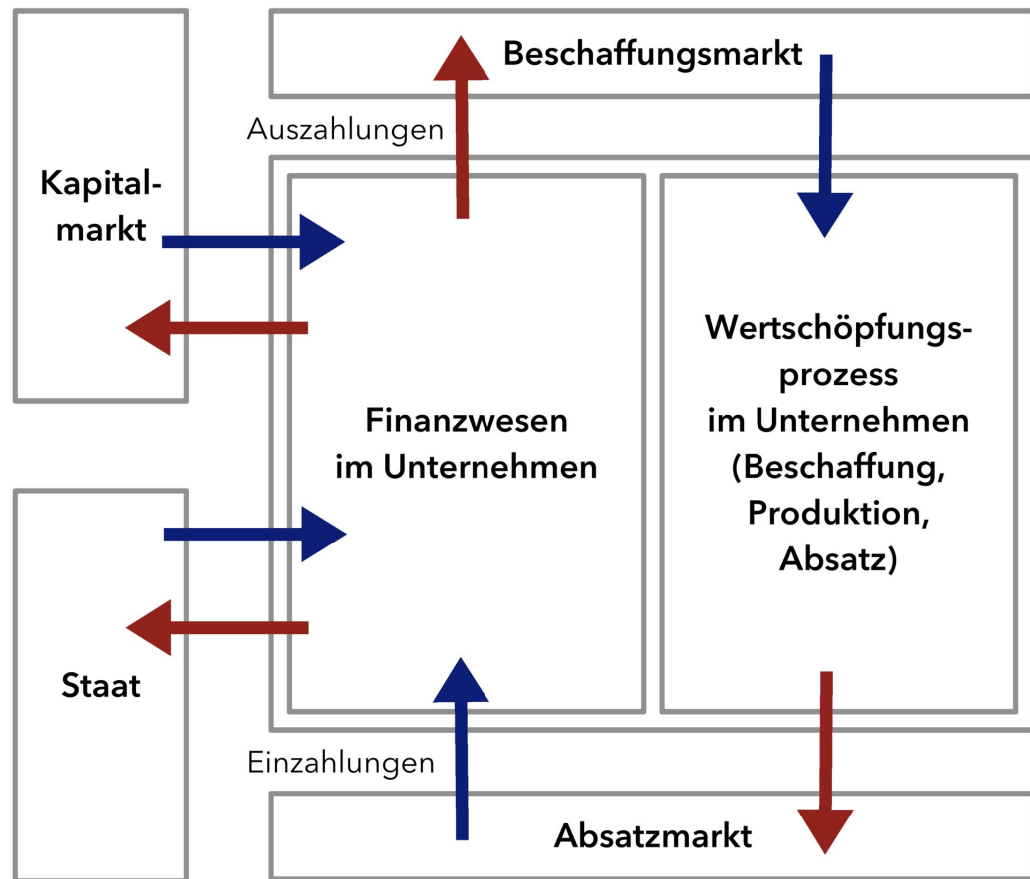 Beschaffungsmarkt
Auszahlungen
Kapital-
markt
Wertschöpfungs-
prozess
im Unternehmen
(Beschaffung,
Produktion,
Absatz)
Finanzwesen
im Unternehmen
Staat
Einzahlungen
Absatzmarkt